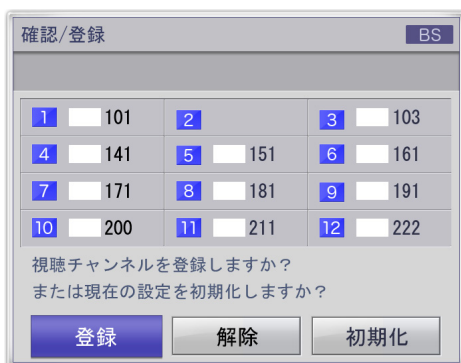 確認/登録 BS
1 101 2 3 103
4 141 5 151 6 161
7 171 8 181 9 191
10 200 11 211 12 222
視聴チャンネルを登録しますか？
または現在の設定を初期化しますか？
登録 解除 初期化